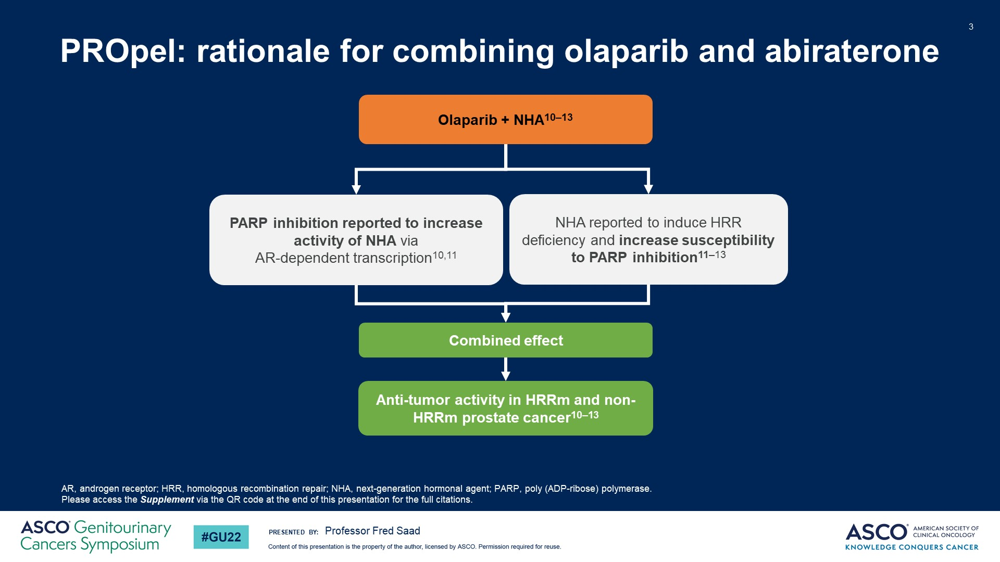 3
PROpel: rationale for combining olaparib and abiraterone
Olaparib + NHA10–13
PARP inhibition reported to increase
activity of NHA via
AR-dependent transcription10,11
NHA reported to induce HRR
deficiency and increase susceptibility
to PARP inhibition11–13
Combined effect
Anti-tumor activity in HRRm and non-
HRRm prostate cancer10–13
AR, androgen receptor; HRR, homologous recombination repair; NHA, next-generation hormonal agent; PARP, poly (ADP-ribose) polymerase.
Please access the Supplement via the QR code at the end of this presentation for the full citations.
ASCO® Genitourinary
Cancers Symposium
#GU22
PRESENTED BY: Professor Fred Saad
Content of this presentation is the property of the author, licensed by ASCO. Permission required for reuse.
ASCO® AMERICAN SOCIETY OF
CLINICAL ONCOLOGY
KNOWLEDGE CONQUERS CANCER